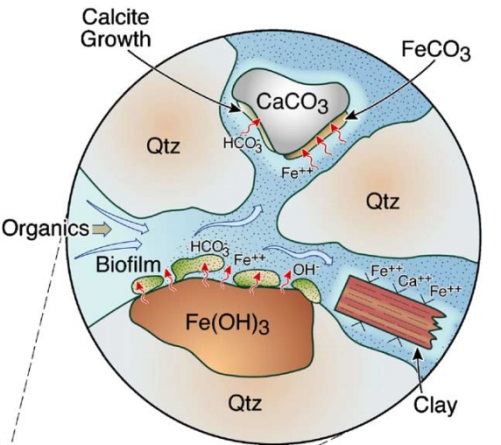 Calcite
Growth
FeCO₃
CaCO₃
HCO₃⁻
Fe⁺⁺
Qtz
Qtz
Organics
Biofilm
HCO₃⁻
Fe⁺⁺
OH⁻
Fe⁺⁺
Ca⁺⁺
Fe⁺⁺
Fe(OH)₃
Qtz
Clay